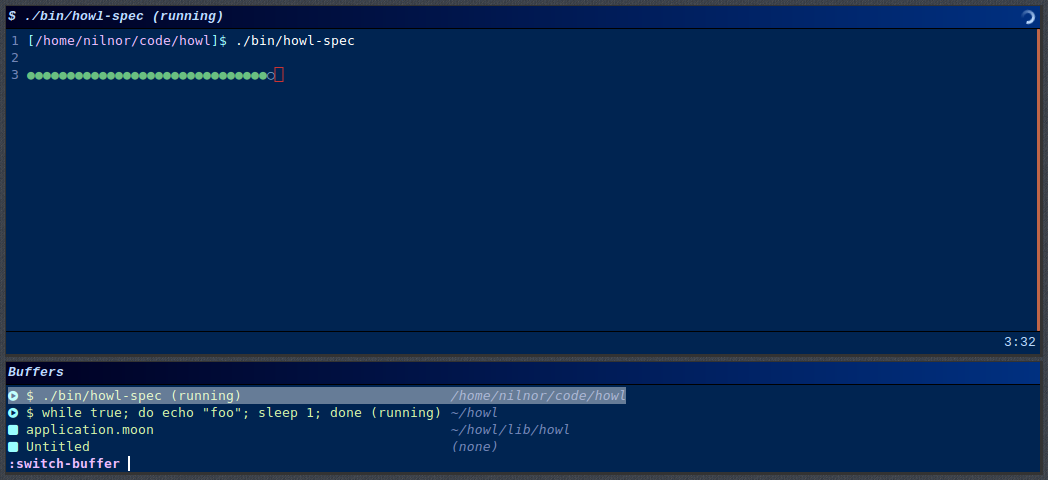 $ ./bin/howl-spec (running)
1 [/home/nilnor/code/howl]$ ./bin/howl-spec
2
3 ●●●●●●●●●●●●●●●●●●●●●●●●●●●●●●○
3:32
Buffers
$ ./bin/howl-spec (running) /home/nilnor/code/howl
$ while true; do echo "foo"; sleep 1; done (running) ~/howl
application.moon ~/howl/lib/howl
Untitled (none)
:switch-buffer